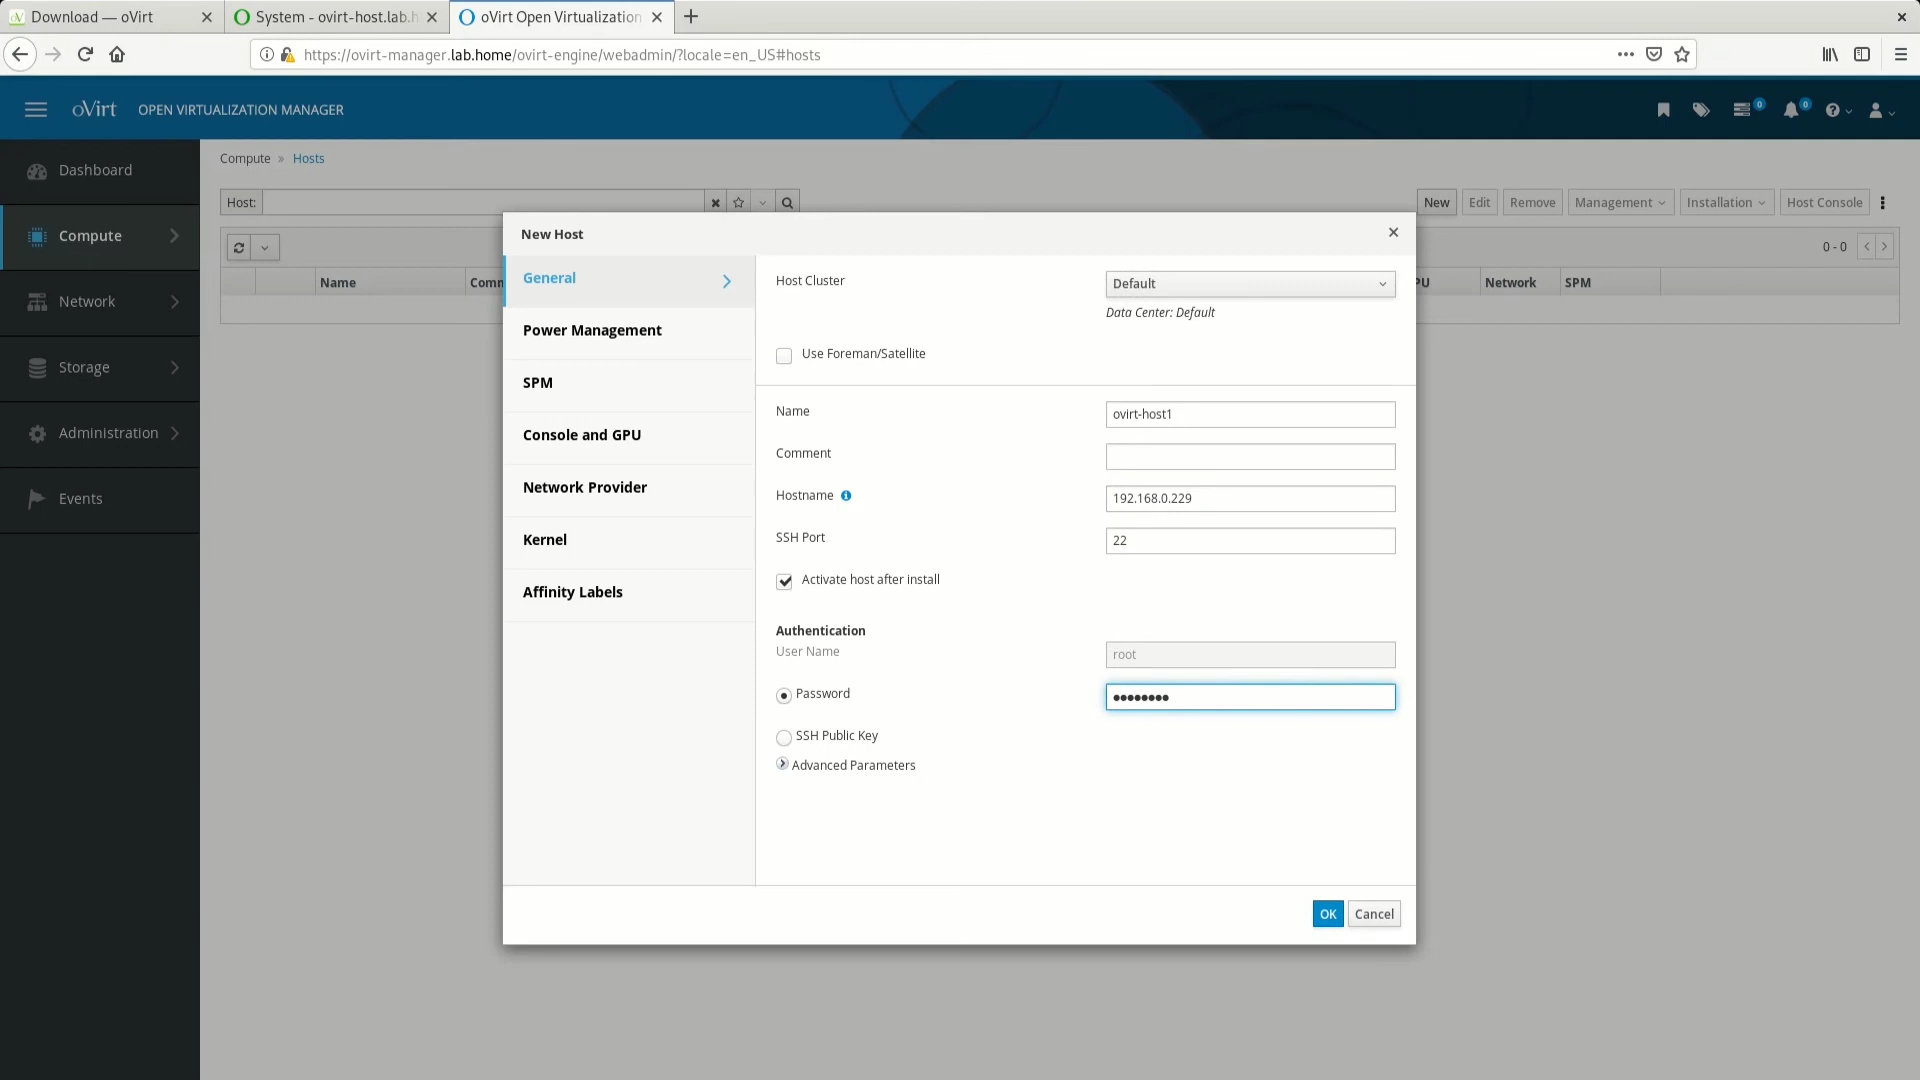 Download — oVirt
System - ovirt-host.lab.h
oVirt Open Virtualization
https://ovirt-manager.lab.home/ovirt-engine/webadmin/?locale=en_US#hosts
oVirt OPEN VIRTUALIZATION MANAGER
0
0
Dashboard
Compute
Network
Storage
Administration
Events
Compute » Hosts
Host:
New
Edit
Remove
Management
Installation
Host Console
0 - 0
Name
Comm
PU
Network
SPM
New Host
General
Power Management
SPM
Console and GPU
Network Provider
Kernel
Affinity Labels
Host Cluster
Default
Data Center: Default
Use Foreman/Satellite
Name
ovirt-host1
Comment
Hostname
192.168.0.229
SSH Port
22
Activate host after install
Authentication
User Name
root
Password
••••••••
SSH Public Key
Advanced Parameters
OK
Cancel